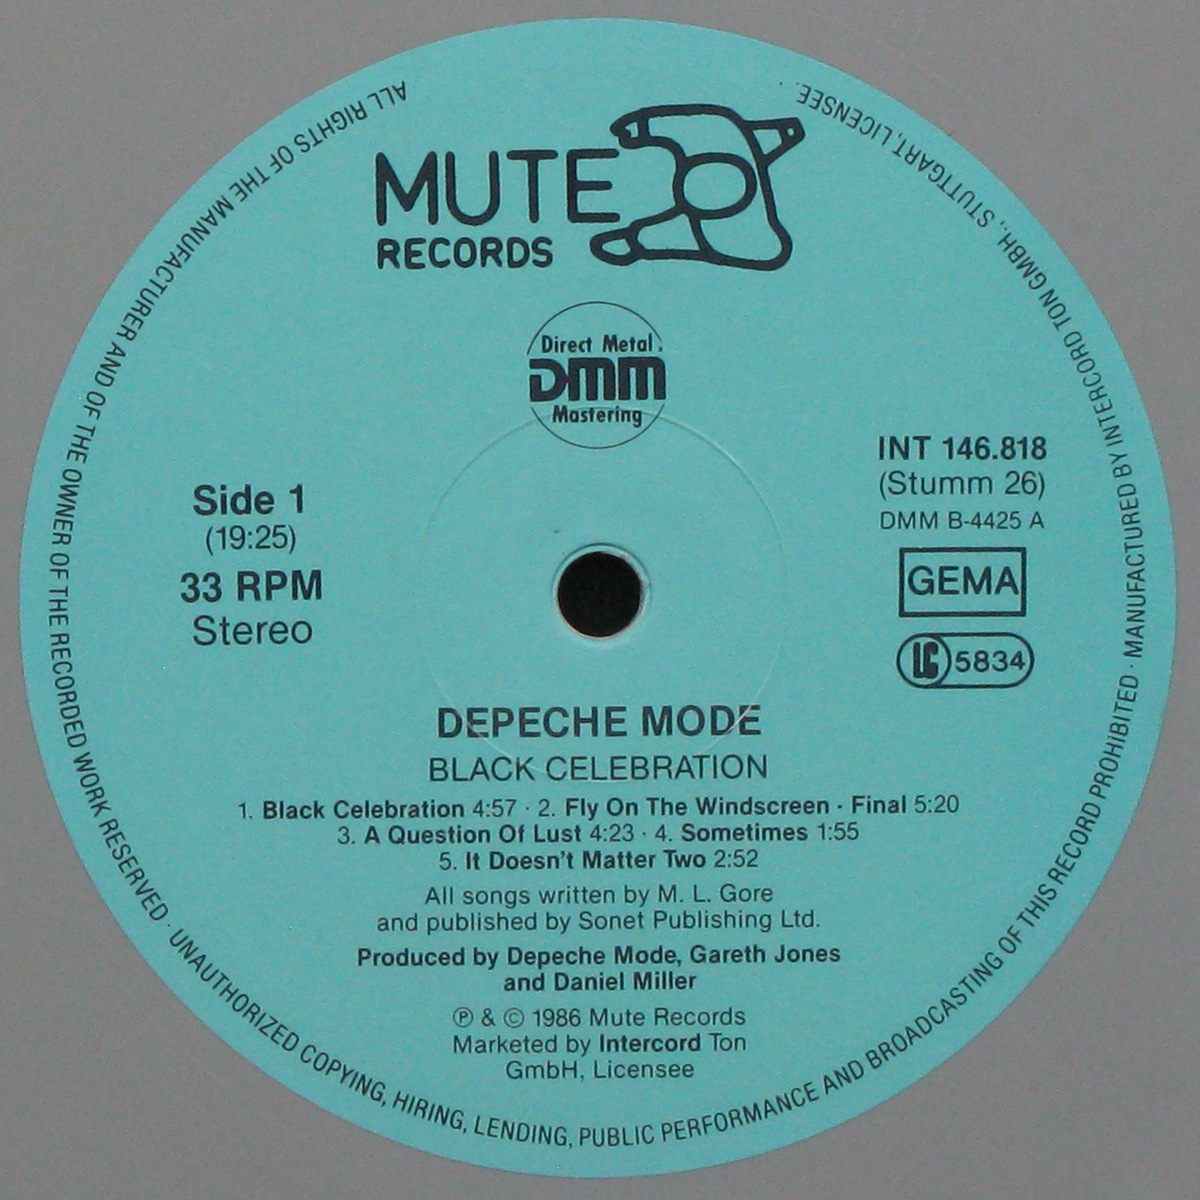 MUTE
RECORDS
Direct Metal
DMM
Mastering
Side 1
(19:25)
33 RPM
Stereo
INT 146.818
(Stumm 26)
DMM B-4425 A
GEMA
LC 5834
DEPECHE MODE
BLACK CELEBRATION
1. Black Celebration 4:57 · 2. Fly On The Windscreen - Final 5:20
3. A Question Of Lust 4:23 · 4. Sometimes 1:55
5. It Doesn't Matter Two 2:52
All songs written by M. L. Gore
and published by Sonet Publishing Ltd.
Produced by Depeche Mode, Gareth Jones
and Daniel Miller
℗ & © 1986 Mute Records
Marketed by Intercord Ton
GmbH, Licensee
ALL RIGHTS OF THE MANUFACTURER AND OF THE OWNER OF THE RECORDED WORK RESERVED · UNAUTHORIZED COPYING, HIRING, LENDING, PUBLIC PERFORMANCE AND BROADCASTING OF THIS RECORD PROHIBITED · MANUFACTURED BY INTERCORD TON GMBH., STUTTGART, LICENSEE.